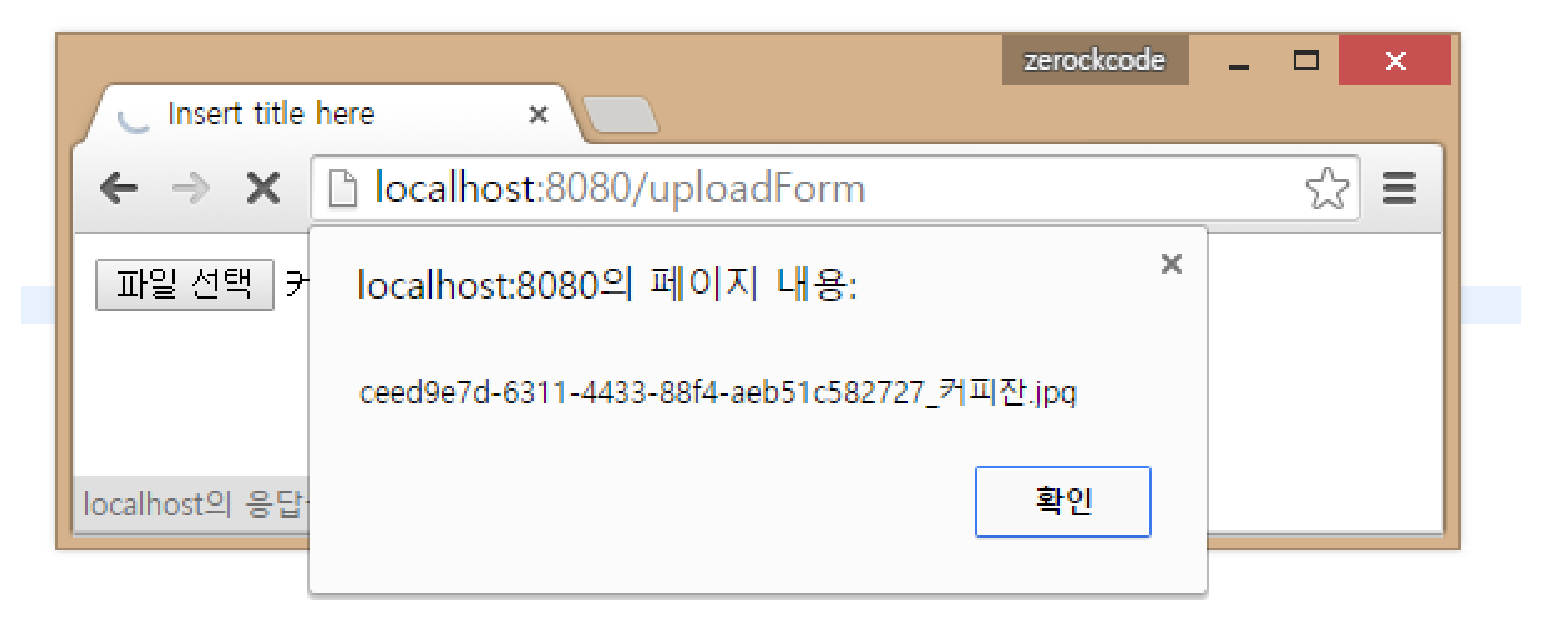 zerockcode
Insert title here
localhost:8080/uploadForm
파일 선택
localhost:8080의 페이지 내용:
ceed9e7d-6311-4433-88f4-aeb51c582727_커피잔.jpg
확인
localhost의 응답